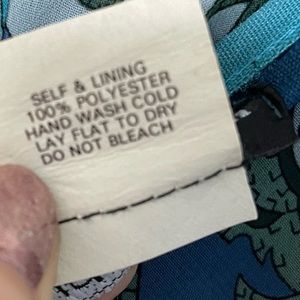 SELF & LINING
100% POLYESTER
HAND WASH COLD
LAY FLAT TO DRY
DO NOT BLEACH